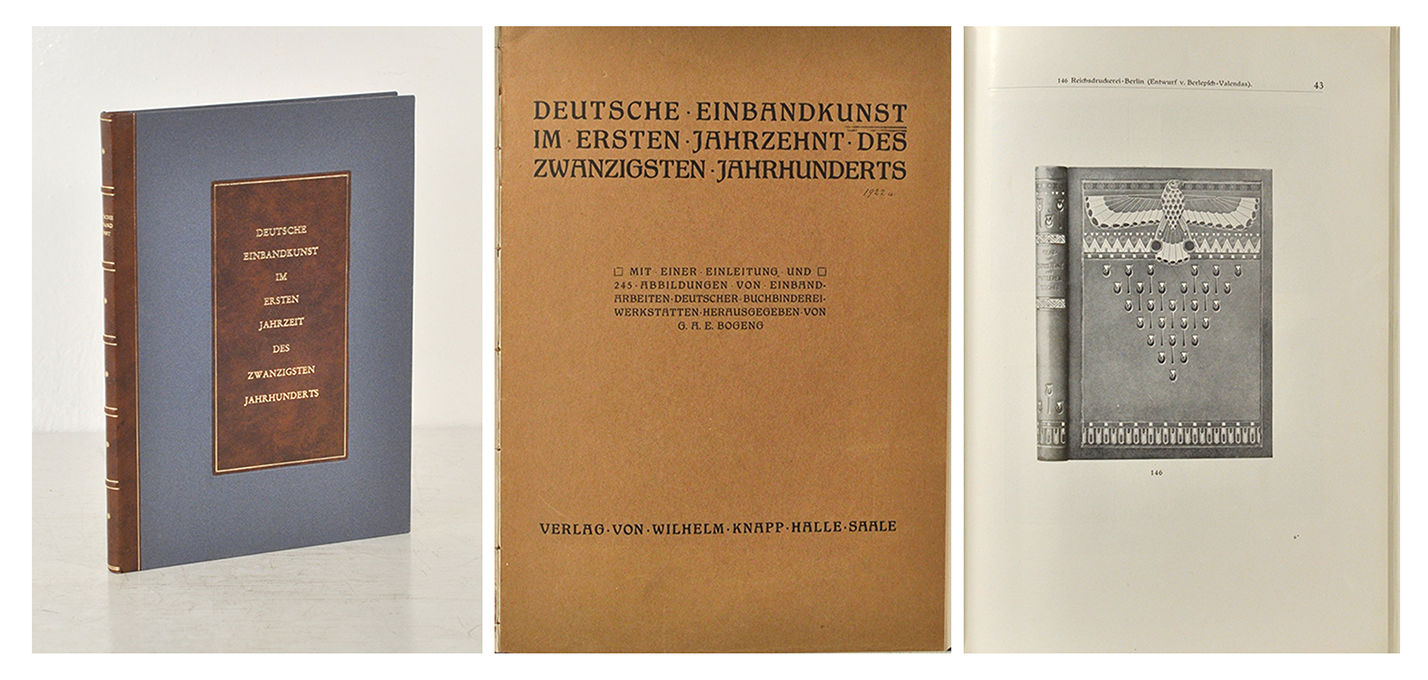 DEUTSCHE
EINBANDKUNST
IM
ERSTEN
JAHRZEIT
DES
ZWANZIGSTEN
JAHRHUNDERTS
DEUTSCHE · EINBANDKUNST
IM · ERSTEN · JAHRZEHNT · DES
ZWANZIGSTEN · JAHRHUNDERTS
1922
□ MIT · EINER · EINLEITUNG · UND □
245 · ABBILDUNGEN · VON · EINBAND-
ARBEITEN · DEUTSCHER · BUCHBINDEREI-
WERKSTATTEN · HERAUSGEGEBEN · VON
G. A. E. BOGENG
VERLAG · VON · WILHELM · KNAPP · HALLE · SAALE
146 Reichsdruckerei-Berlin (Entwurf v. Berlepsch-Valendas).
43
146